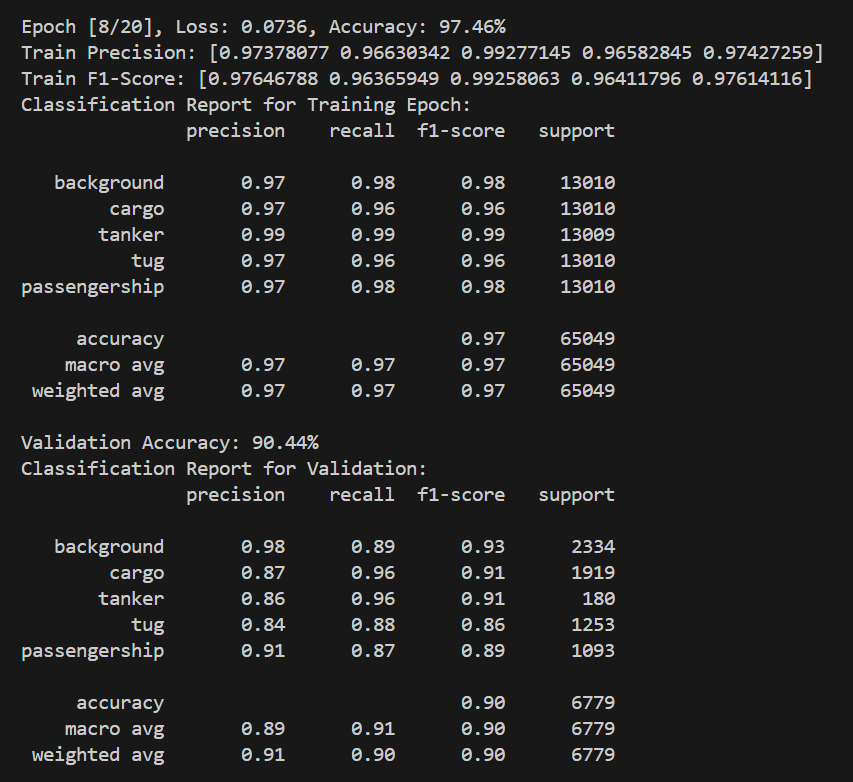 Epoch [8/20], Loss: 0.0736, Accuracy: 97.46%
Train Precision: [0.97378077 0.96630342 0.99277145 0.96582845 0.97427259]
Train F1-Score: [0.97646788 0.96365949 0.99258063 0.96411796 0.97614116]
Classification Report for Training Epoch:
precision recall f1-score support
background 0.97 0.98 0.98 13010
cargo 0.97 0.96 0.96 13010
tanker 0.99 0.99 0.99 13009
tug 0.97 0.96 0.96 13010
passengership 0.97 0.98 0.98 13010
accuracy 0.97 65049
macro avg 0.97 0.97 0.97 65049
weighted avg 0.97 0.97 0.97 65049
Validation Accuracy: 90.44%
Classification Report for Validation:
precision recall f1-score support
background 0.98 0.89 0.93 2334
cargo 0.87 0.96 0.91 1919
tanker 0.86 0.96 0.91 180
tug 0.84 0.88 0.86 1253
passengership 0.91 0.87 0.89 1093
accuracy 0.90 6779
macro avg 0.89 0.91 0.90 6779
weighted avg 0.91 0.90 0.90 6779